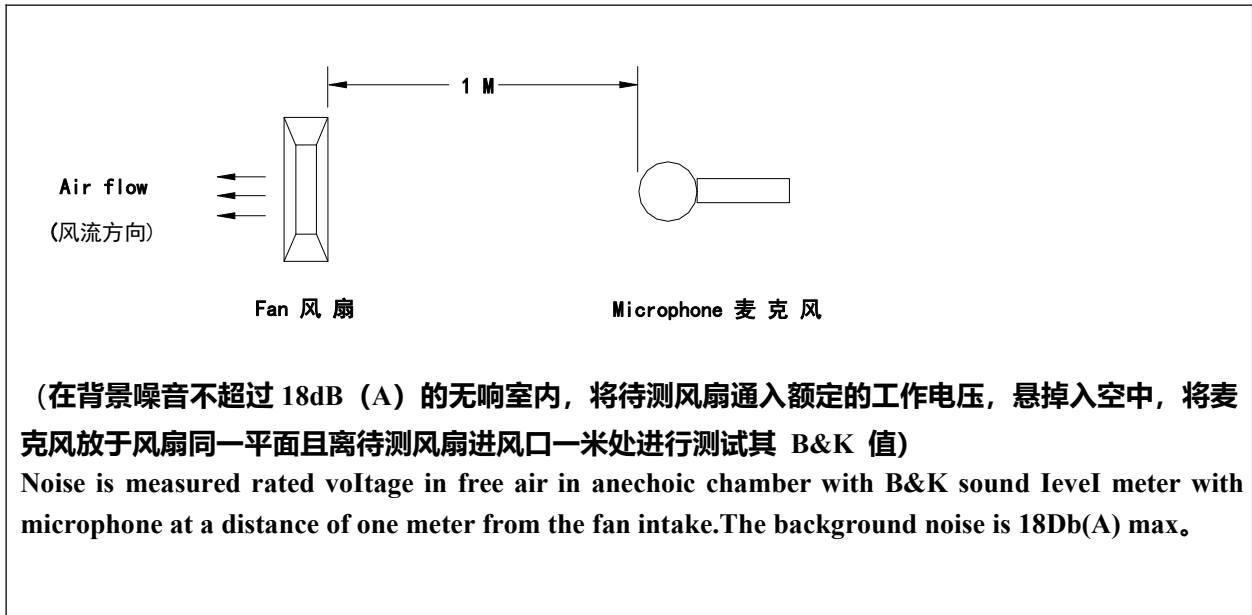 1 M
Air flow
(风流方向)
Fan 风 扇
Microphone 麦 克 风
（在背景噪音不超过 18dB（A）的无响室内，将待测风扇通入额定的工作电压，悬掉入空中，将麦
克风放于风扇同一平面且离待测风扇进风口一米处进行测试其 B&K 值)
Noise is measured rated voItage in free air in anechoic chamber with B&K sound IeveI meter with
microphone at a distance of one meter from the fan intake.The background noise is 18Db(A) max。